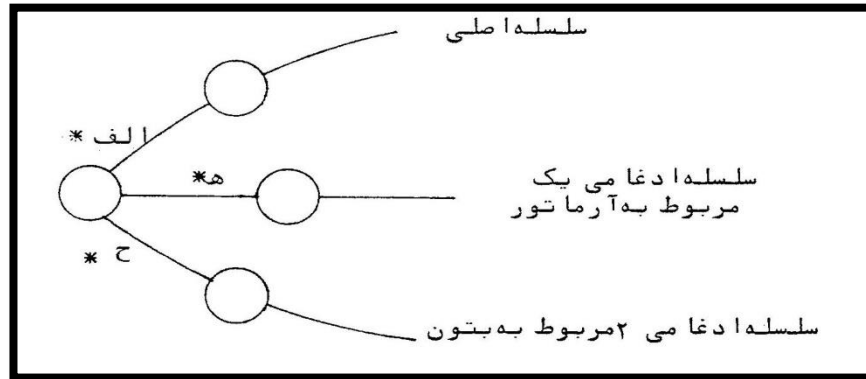 سلسله اصلی
الف *
ه*
سلسله ادغامی یک
مربوط به آرماتور
ح *
سلسله ادغامی ۲ مربوط به بتون